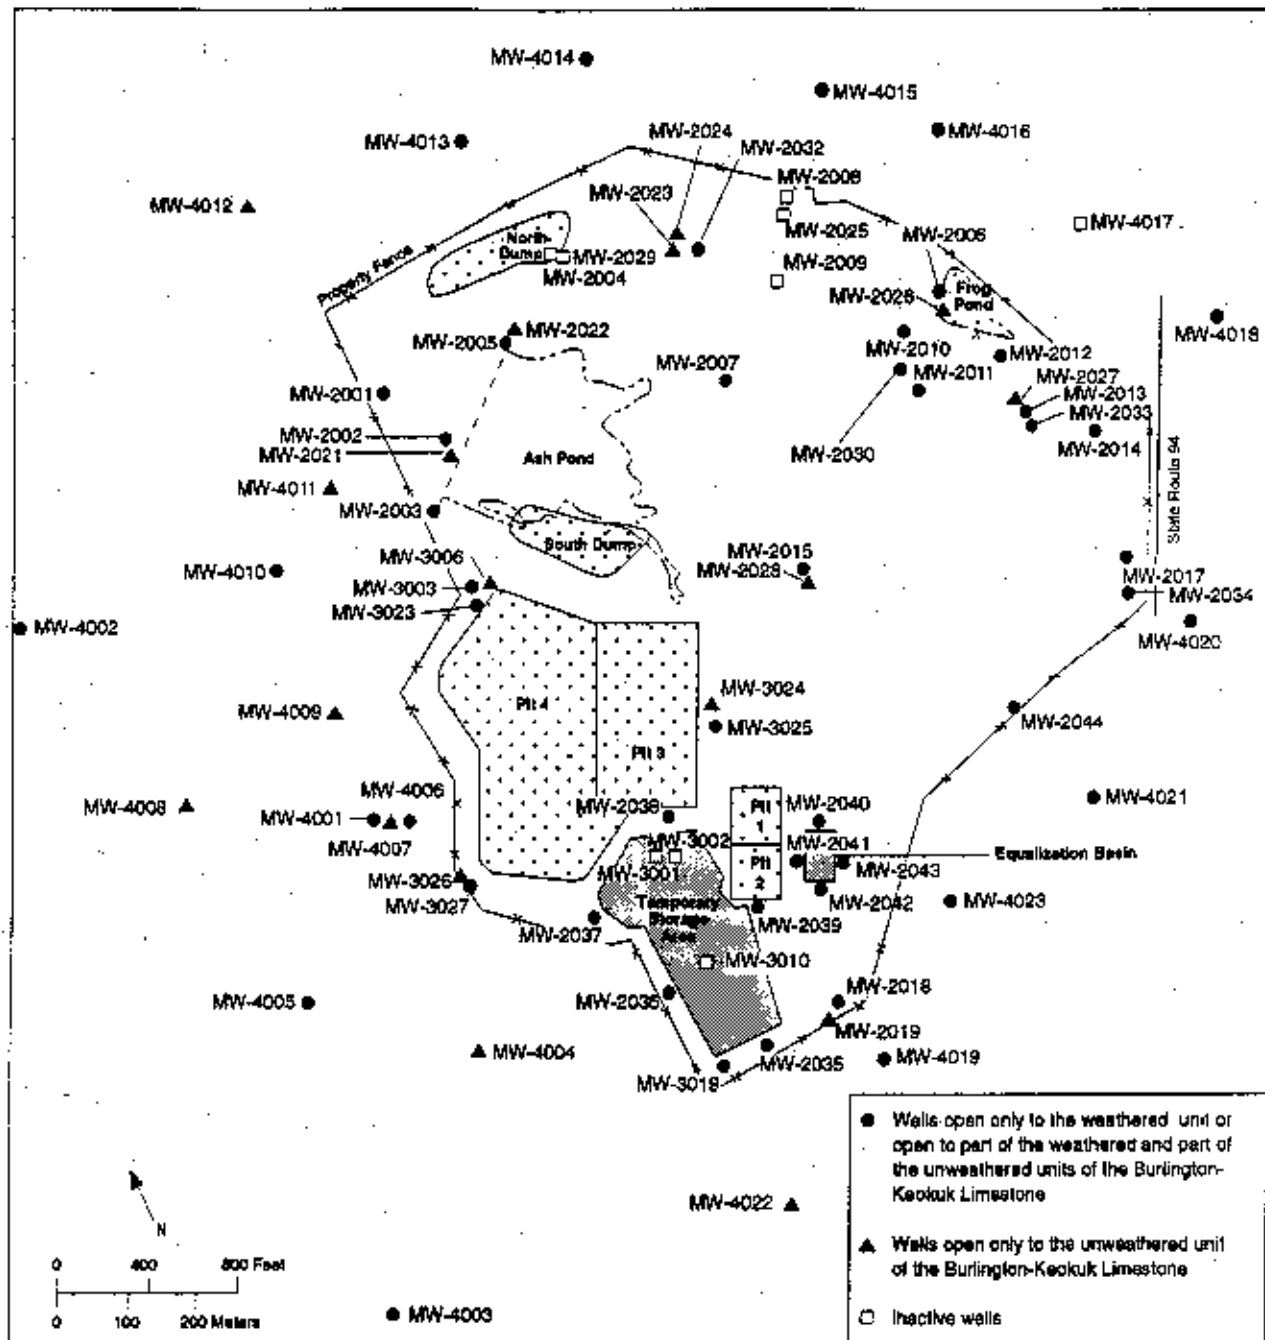 MW-4014
MW-4015
MW-4016
MW-2024
MW-4013
MW-2032
MW-2008
MW-2023
MW-4012
MW-4017
MW-2025
MW-2006
North
Dump
MW-2029
MW-2009
MW-2004
Property Fence
MW-2026
Frog
Pond
MW-4018
MW-2022
MW-2005
MW-2010
MW-2012
MW-2007
MW-2011
MW-2027
MW-2001
MW-2013
MW-2033
MW-2002
MW-2014
MW-2021
Ash Pond
MW-2030
MW-4011
MW-2003
State Route 94
South Dump
MW-2015
MW-3006
MW-4010
MW-2028
MW-3003
MW-2017
MW-3023
MW-2034
MW-4002
MW-4020
MW-3024
Pit 4
MW-4009
MW-2044
MW-3025
Pit 3
MW-4006
MW-4021
MW-4008
MW-2038
Pit
1
MW-2040
MW-4001
MW-3002
MW-2041
MW-4007
Equalization Basin
MW-3001
Pit
2
MW-2043
MW-3026
MW-3027
Temporary
Storage
Area
MW-2042
MW-4023
MW-2039
MW-2037
MW-3010
MW-2018
MW-4005
MW-2036
MW-2019
MW-4004
MW-2035
MW-4019
MW-3018
● Wells open only to the weathered unit or
open to part of the weathered and part of
the unweathered units of the Burlington-
Keokuk Limestone
MW-4022
N
▲ Wells open only to the unweathered unit
of the Burlington-Keokuk Limestone
0 400 800 Feet
0 100 200 Meters
MW-4003
□ Inactive wells